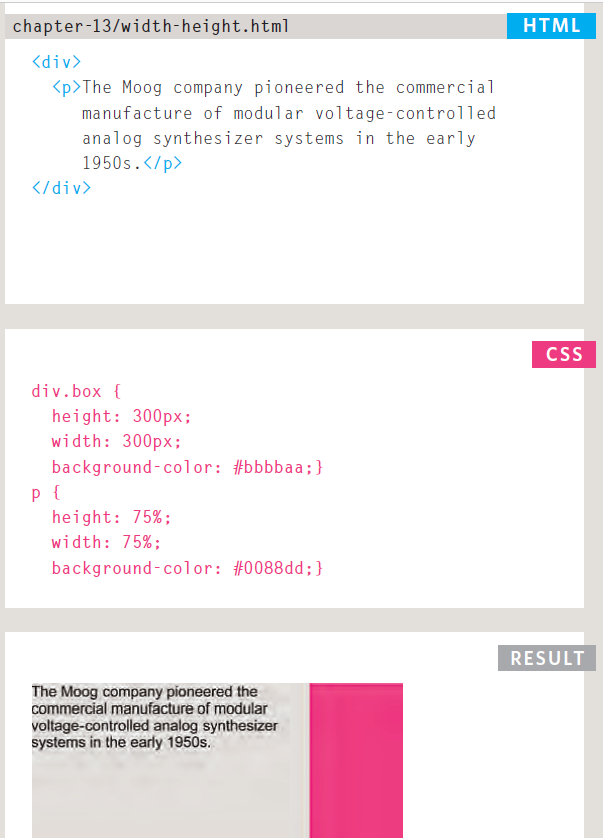 chapter-13/width-height.html
HTML
<div>
<p>The Moog company pioneered the commercial
manufacture of modular voltage-controlled
analog synthesizer systems in the early
1950s.</p>
</div>
CSS
div.box {
height: 300px;
width: 300px;
background-color: #bbbbaa;}
p {
height: 75%;
width: 75%;
background-color: #0088dd;}
RESULT
The Moog company pioneered the
commercial manufacture of modular
voltage-controlled analog synthesizer
systems in the early 1950s.